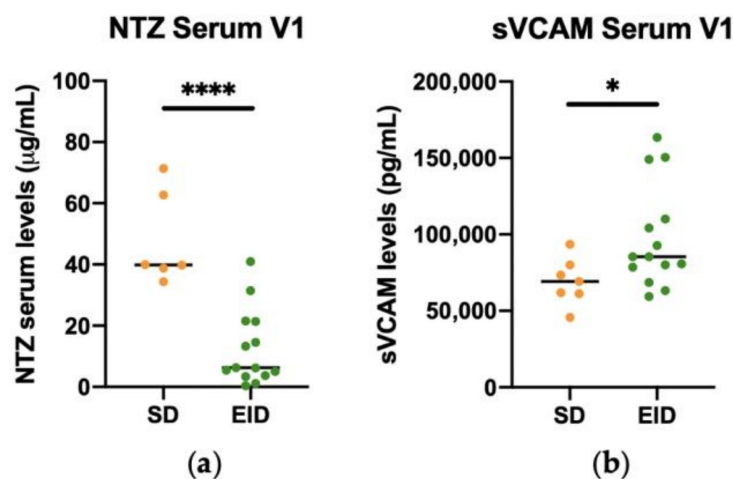 NTZ Serum V1
NTZ serum levels (μg/mL)
100
80
60
40
20
0
****
SD
EID
(a)
sVCAM Serum V1
sVCAM levels (pg/mL)
200,000
150,000
100,000
50,000
0
*
SD
EID
(b)